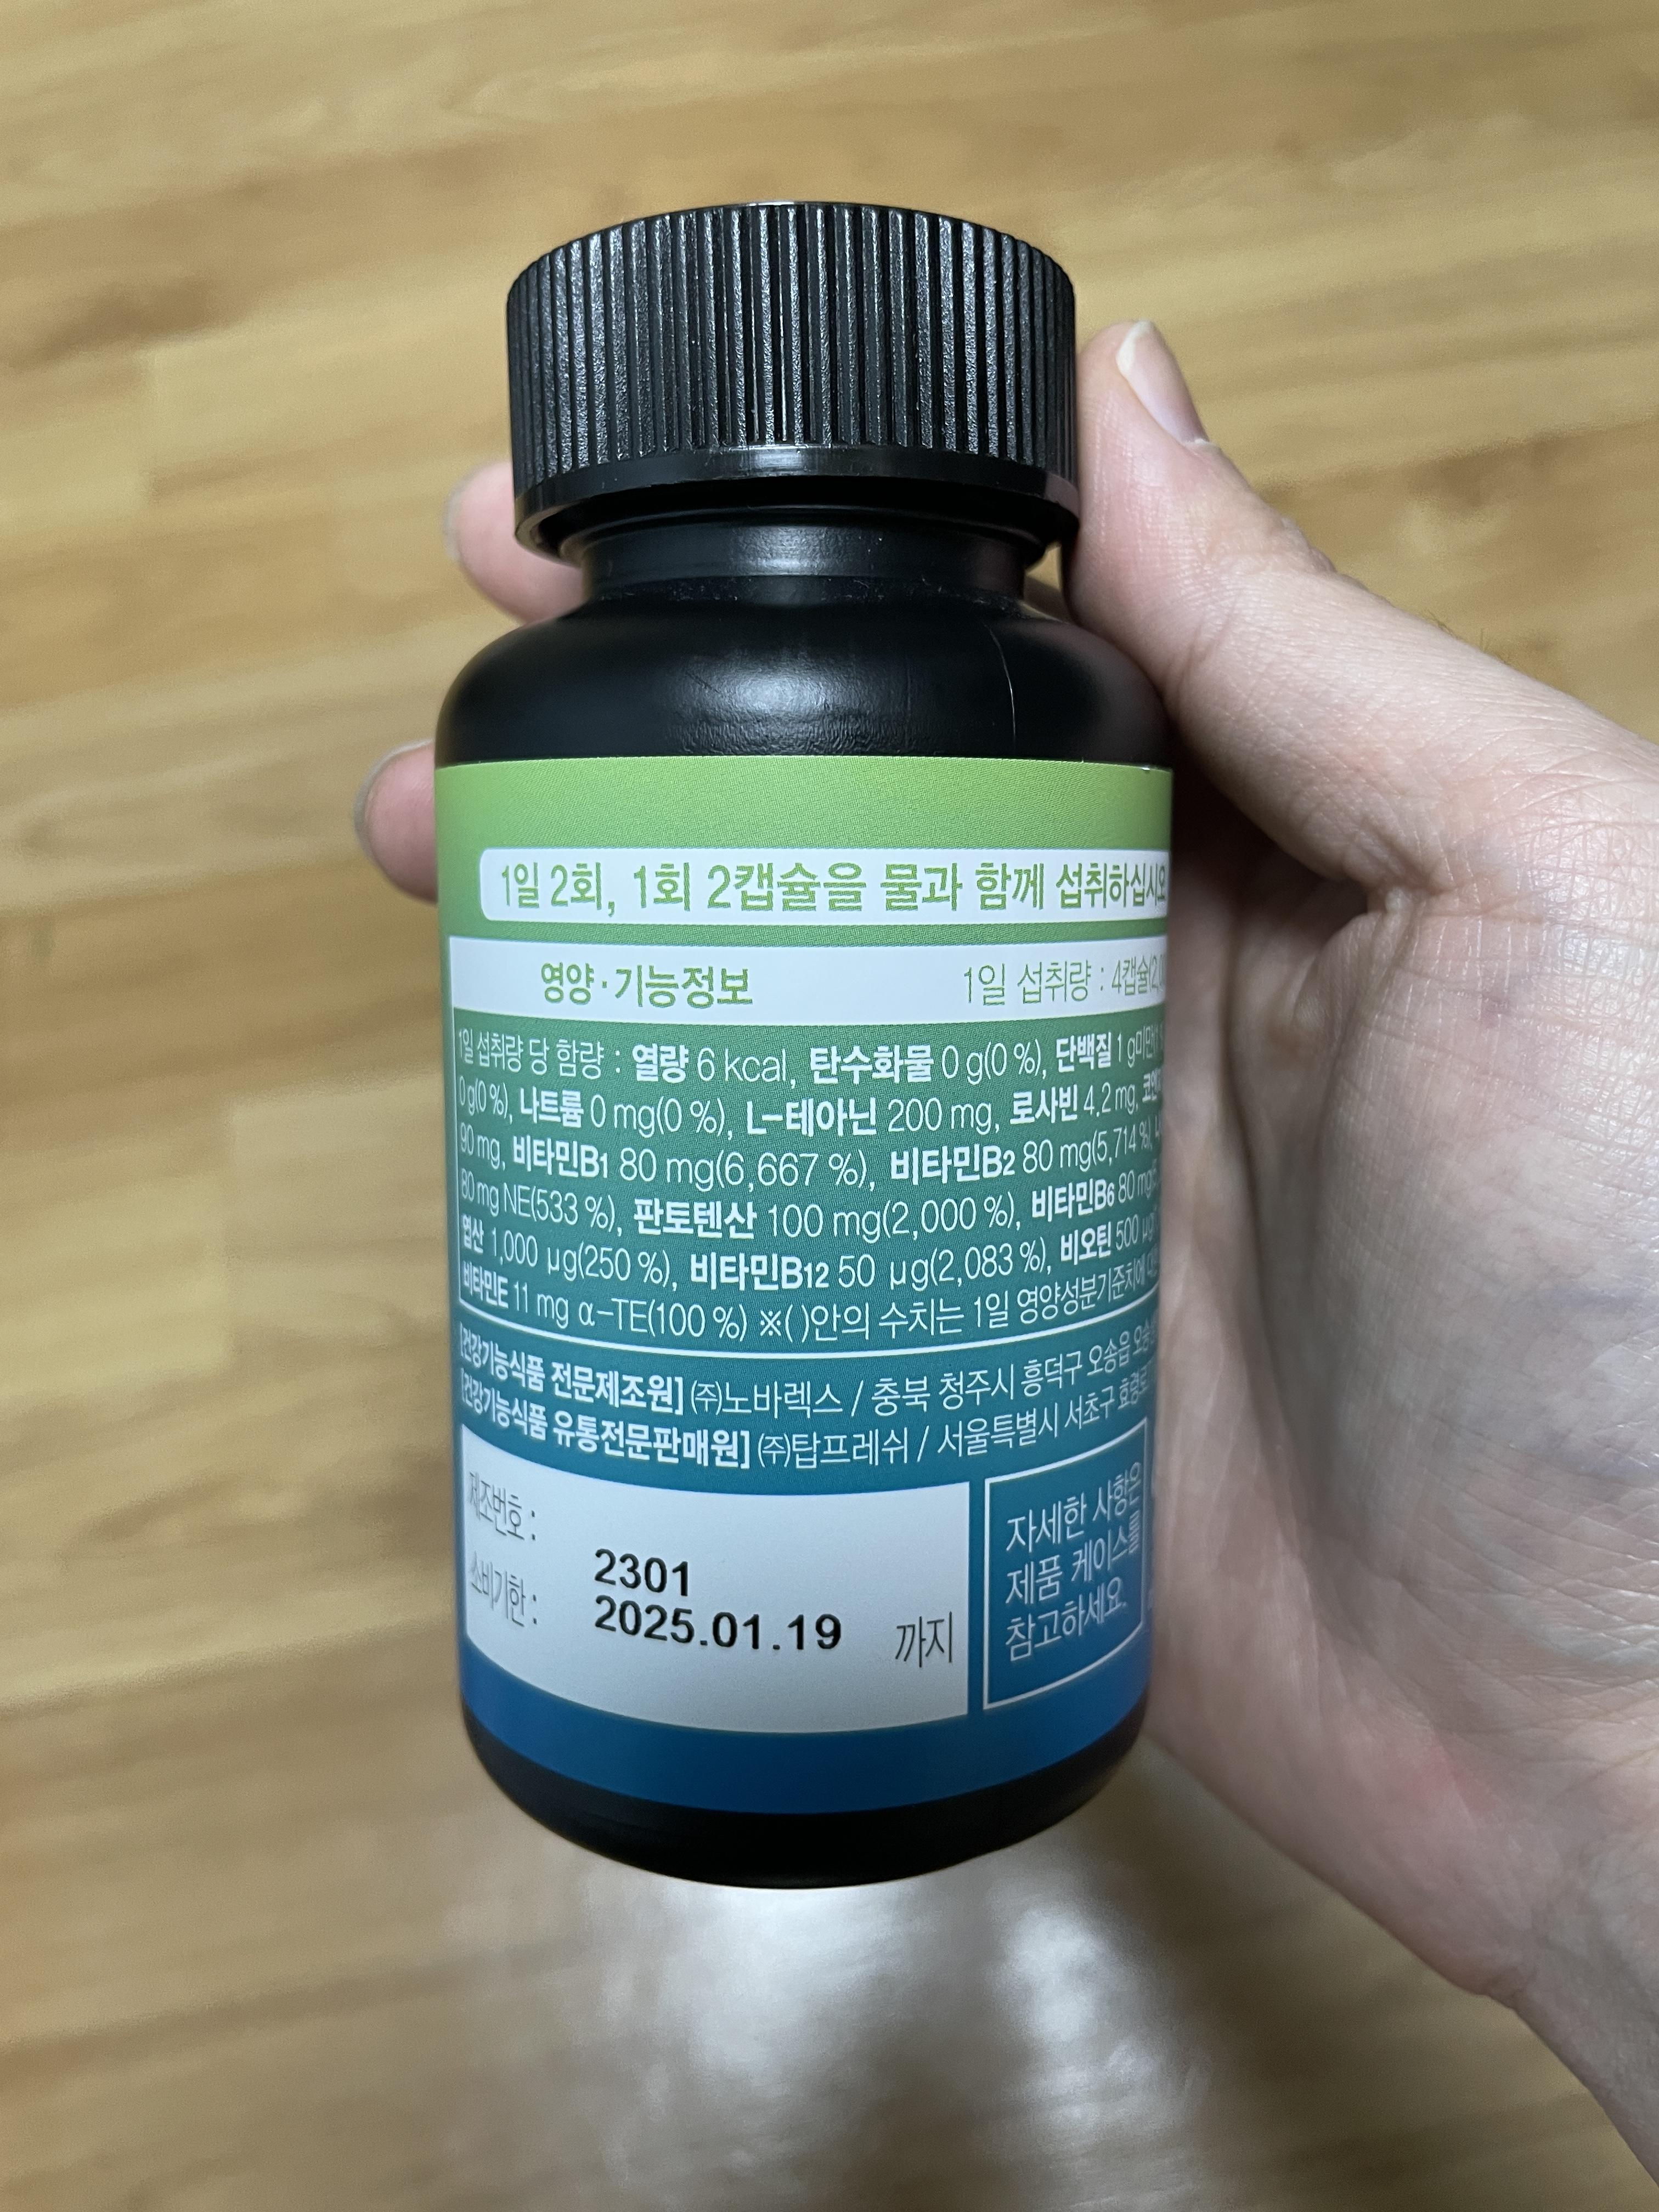 1일 2회, 1회 2캡슐을 물과 함께 섭취하십시오
영양·기능정보 1일 섭취량 : 4캡슐(2,0
1일 섭취량 당 함량 : 열량 6 kcal, 탄수화물 0 g(0 %), 단백질 1 g미만(
0 g(0 %), 나트륨 0 mg(0 %), L-테아닌 200 mg, 로사빈 4.2 mg,
90 mg, 비타민B1 80 mg(6,667 %), 비타민B2 80 mg(5,714 %),
80 mg NE(533 %), 판토텐산 100 mg(2,000 %), 비타민B6 80 mg
엽산 1,000 µg(250 %), 비타민B12 50 µg(2,083 %), 비오틴 500 µg
비타민E 11 mg α-TE(100 %) ※( )안의 수치는 1일 영양성분기준치에
[건강기능식품 전문제조원] ㈜노바렉스 / 충북 청주시 흥덕구 오송읍
[건강기능식품 유통전문판매원] ㈜탑프레쉬 / 서울특별시 서초구 효령로
제조번호 : 2301
소비기한 : 2025.01.19 까지
자세한 사항은
제품 케이스를
참고하세요.